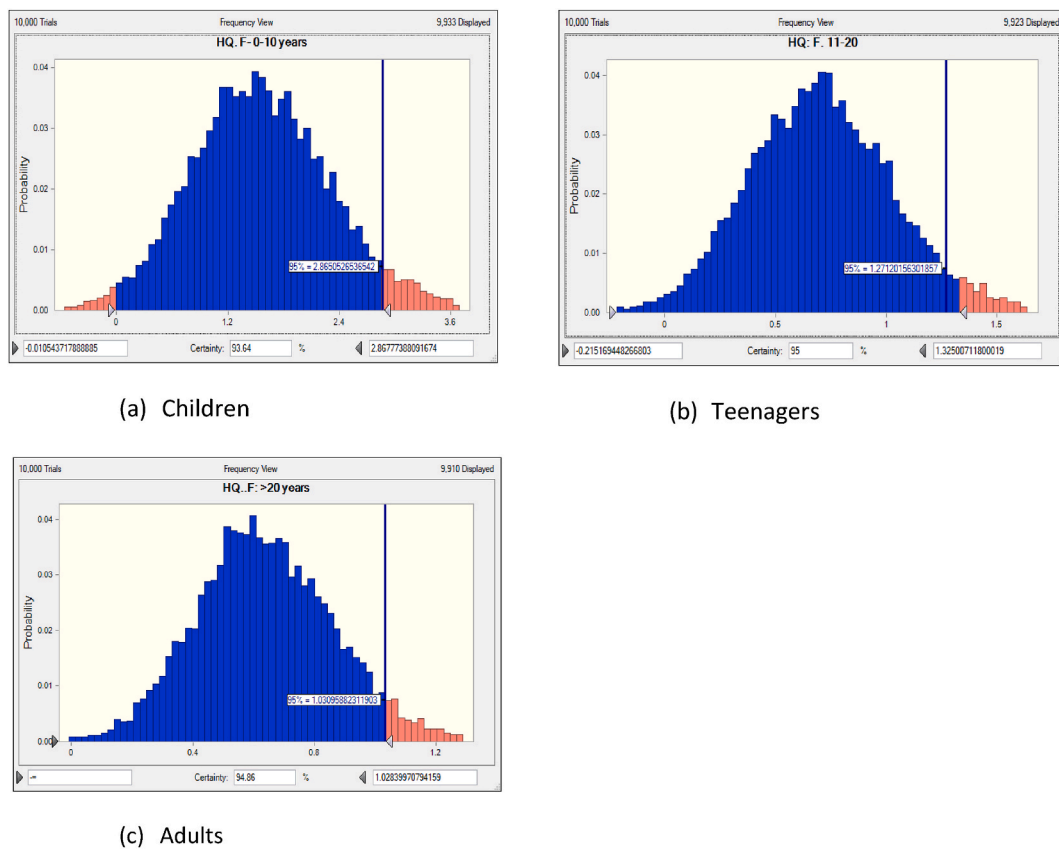 10,000 Trials Frequency View 9,933 Displayed
HQ. F- 0-10 years
Probability
0.04
0.03
0.02
0.01
0.00
95% = 2.8650526536542
0 1.2 2.4 3.6
-0.010543717888885 Certainty: 93.64 % 2.86777388091674
(a) Children
10,000 Trials Frequency View 9,923 Displayed
HQ: F. 11-20
Probability
0.04
0.03
0.02
0.01
0.00
95% = 1.27120156301857
0 0.5 1 1.5
-0.215169448266803 Certainty: 95 % 1.32500711800019
(b) Teenagers
10,000 Trials Frequency View 9,910 Displayed
HQ..F: >20 years
Probability
0.04
0.03
0.02
0.01
0.00
95% = 1.03095882311903
0 0.4 0.8 1.2
-∞ Certainty: 94.86 % 1.02839970794159
(c) Adults